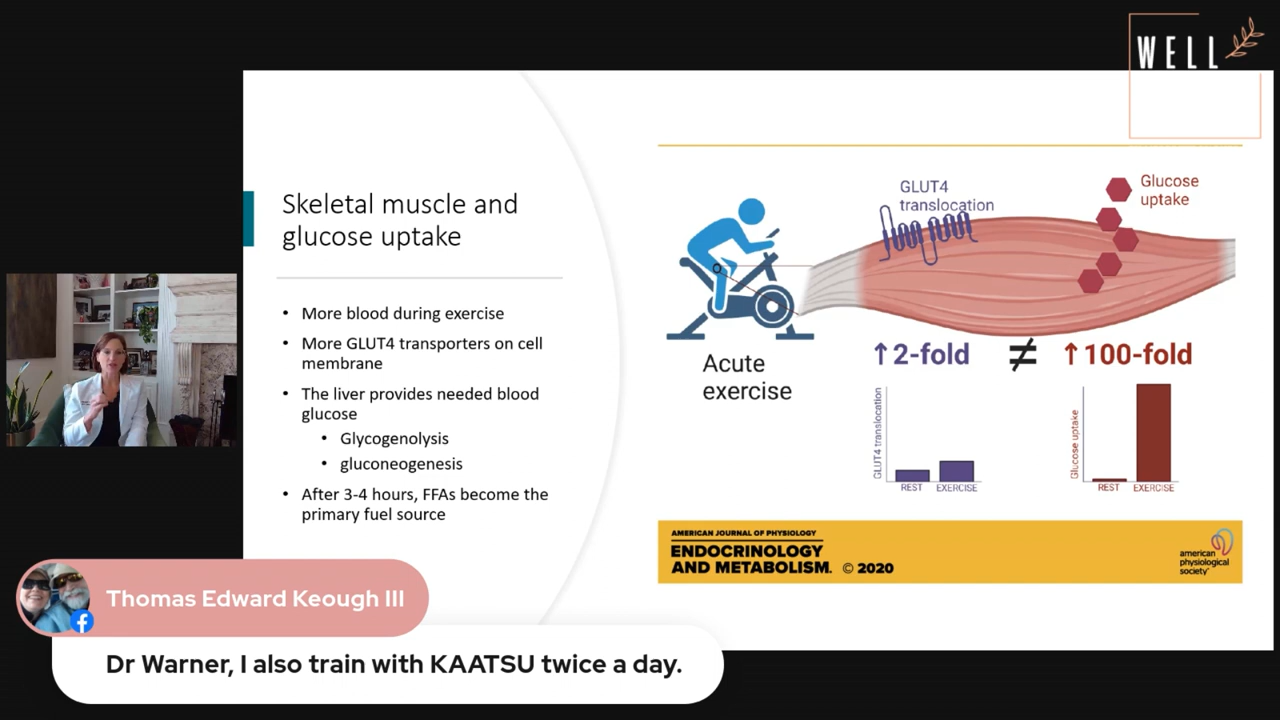 WELL
Skeletal muscle and
glucose uptake
• More blood during exercise
• More GLUT4 transporters on cell
membrane
• The liver provides needed blood
glucose
• Glycogenolysis
• gluconeogenesis
• After 3-4 hours, FFAs become the
primary fuel source
GLUT4
translocation
Glucose
uptake
Acute
exercise
↑2-fold ≠ ↑100-fold
GLUT4 translocation
REST EXERCISE
Glucose uptake
REST EXERCISE
AMERICAN JOURNAL OF PHYSIOLOGY
ENDOCRINOLOGY
AND METABOLISM. © 2020
american
physiological
society
Thomas Edward Keough III
Dr Warner, I also train with KAATSU twice a day.